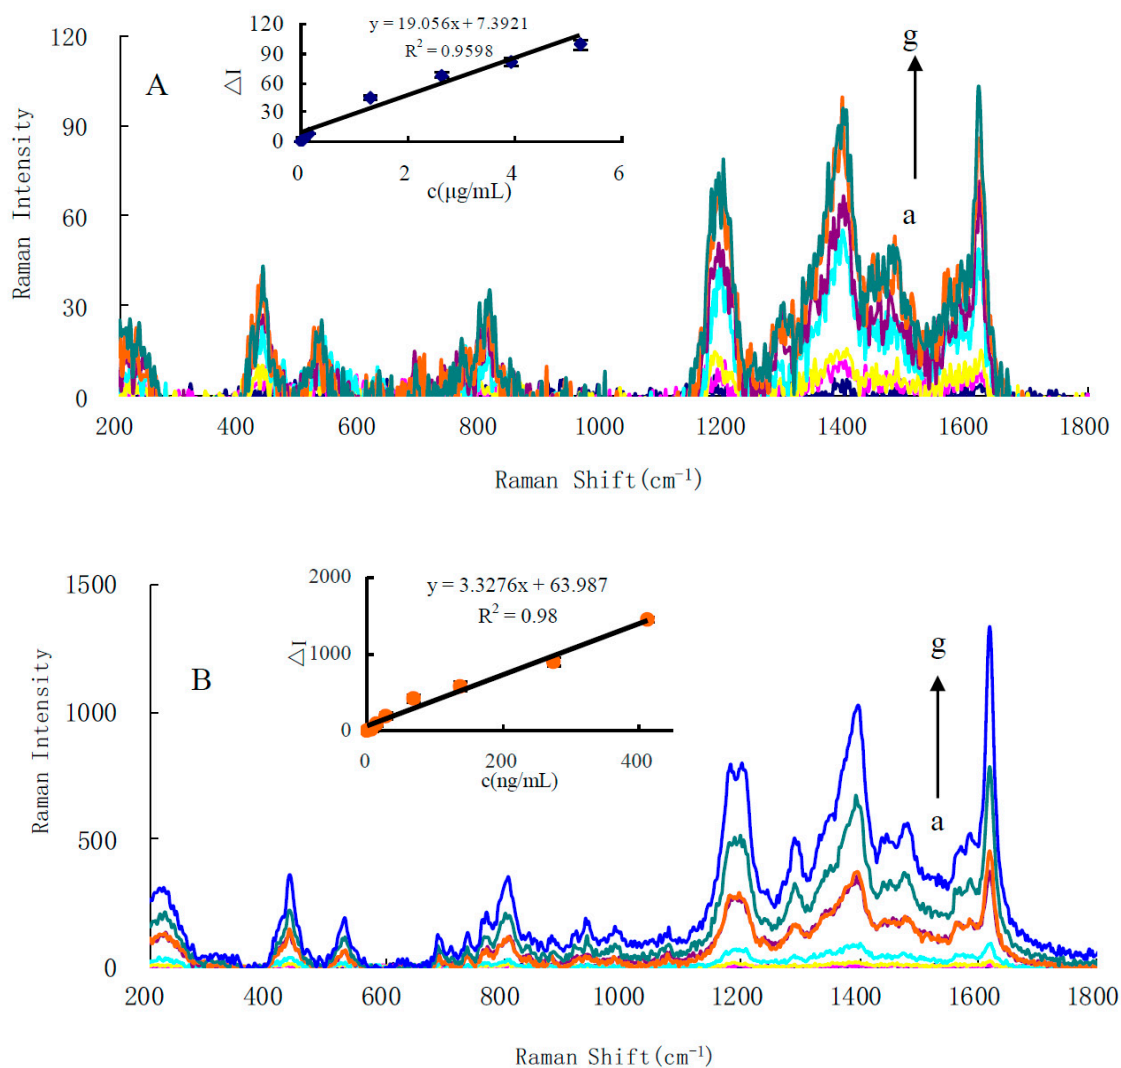 A
120
90
60
30
0
Raman Intensity
200 400 600 800 1000 1200 1400 1600 1800
Raman Shift(cm⁻¹)
y = 19.056x + 7.3921
R² = 0.9598
120
90
60
30
0
△I
0 2 4 6
c(μg/mL)
g
a
B
1500
1000
500
0
Raman Intensity
200 400 600 800 1000 1200 1400 1600 1800
Raman Shift(cm⁻¹)
y = 3.3276x + 63.987
R² = 0.98
2000
1000
0
△I
0 200 400
c(ng/mL)
g
a